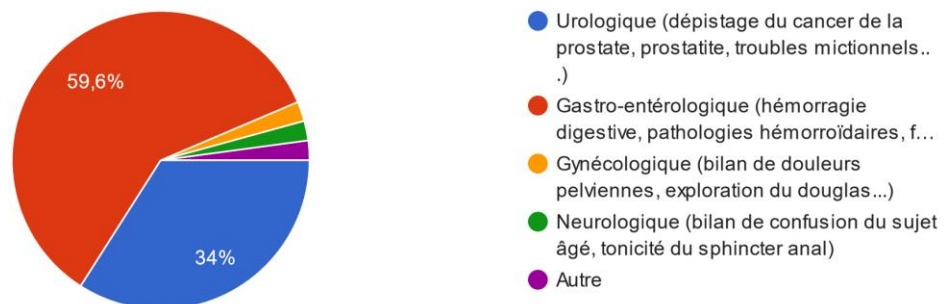 59,6%
34%
Urologique (dépistage du cancer de la
prostate, prostatite, troubles mictionnels..
.)
Gastro-entérologique (hémorragie
digestive, pathologies hémorroïdaires, f...
Gynécologique (bilan de douleurs
pelviennes, exploration du douglas...)
Neurologique (bilan de confusion du sujet
âgé, tonicité du sphincter anal)
Autre